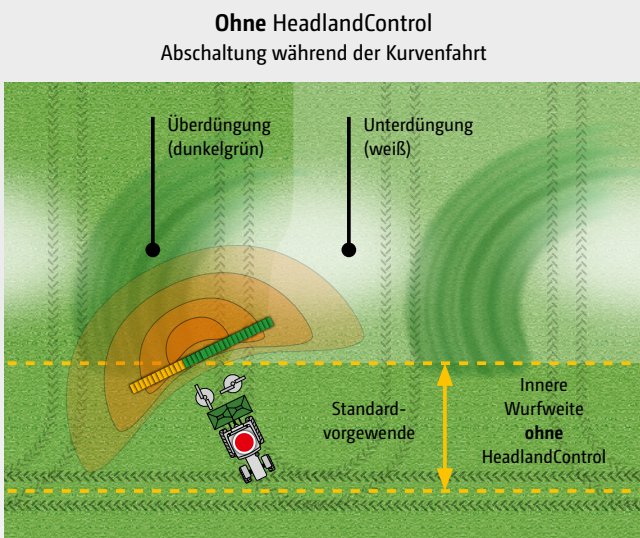 Ohne HeadlandControl
Abschaltung während der Kurvenfahrt
Überdüngung
(dunkelgrün)
Unterdüngung
(weiß)
Standard-
vorgewende
Innere
Wurfweite
ohne
HeadlandControl